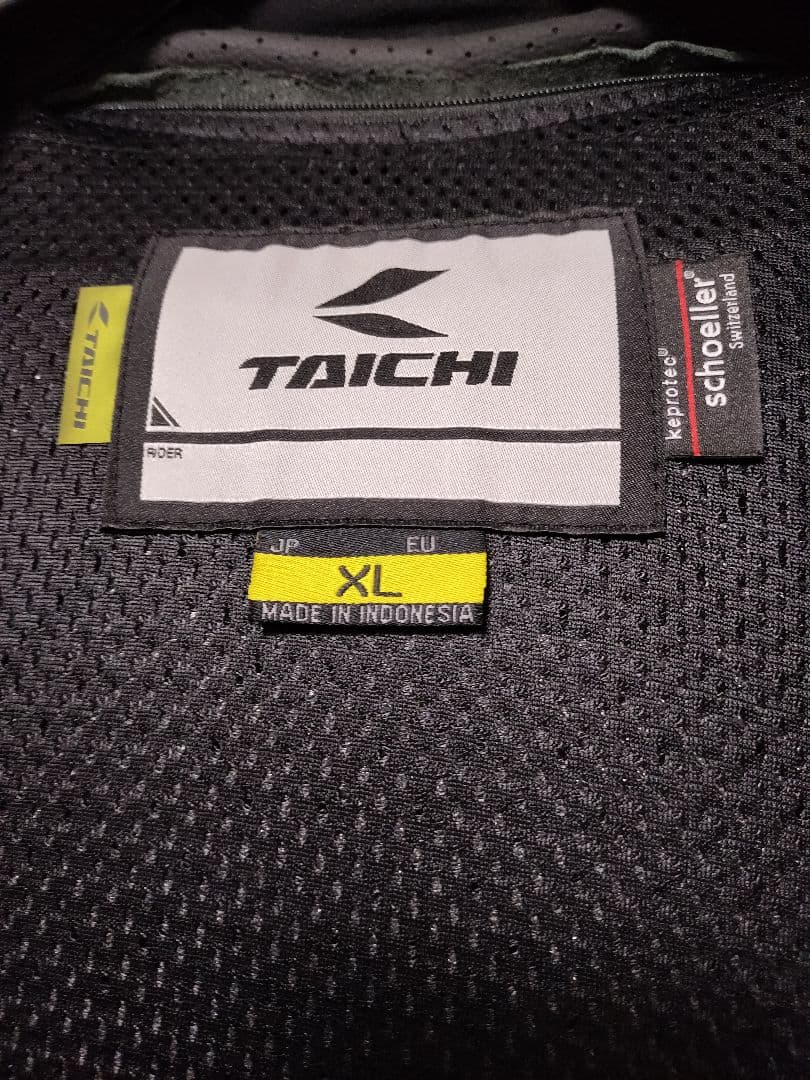 TAICHI
TAICHI
RIDER
keprotec®
schoeller®
Switzerland
JP EU
XL
MADE IN INDONESIA